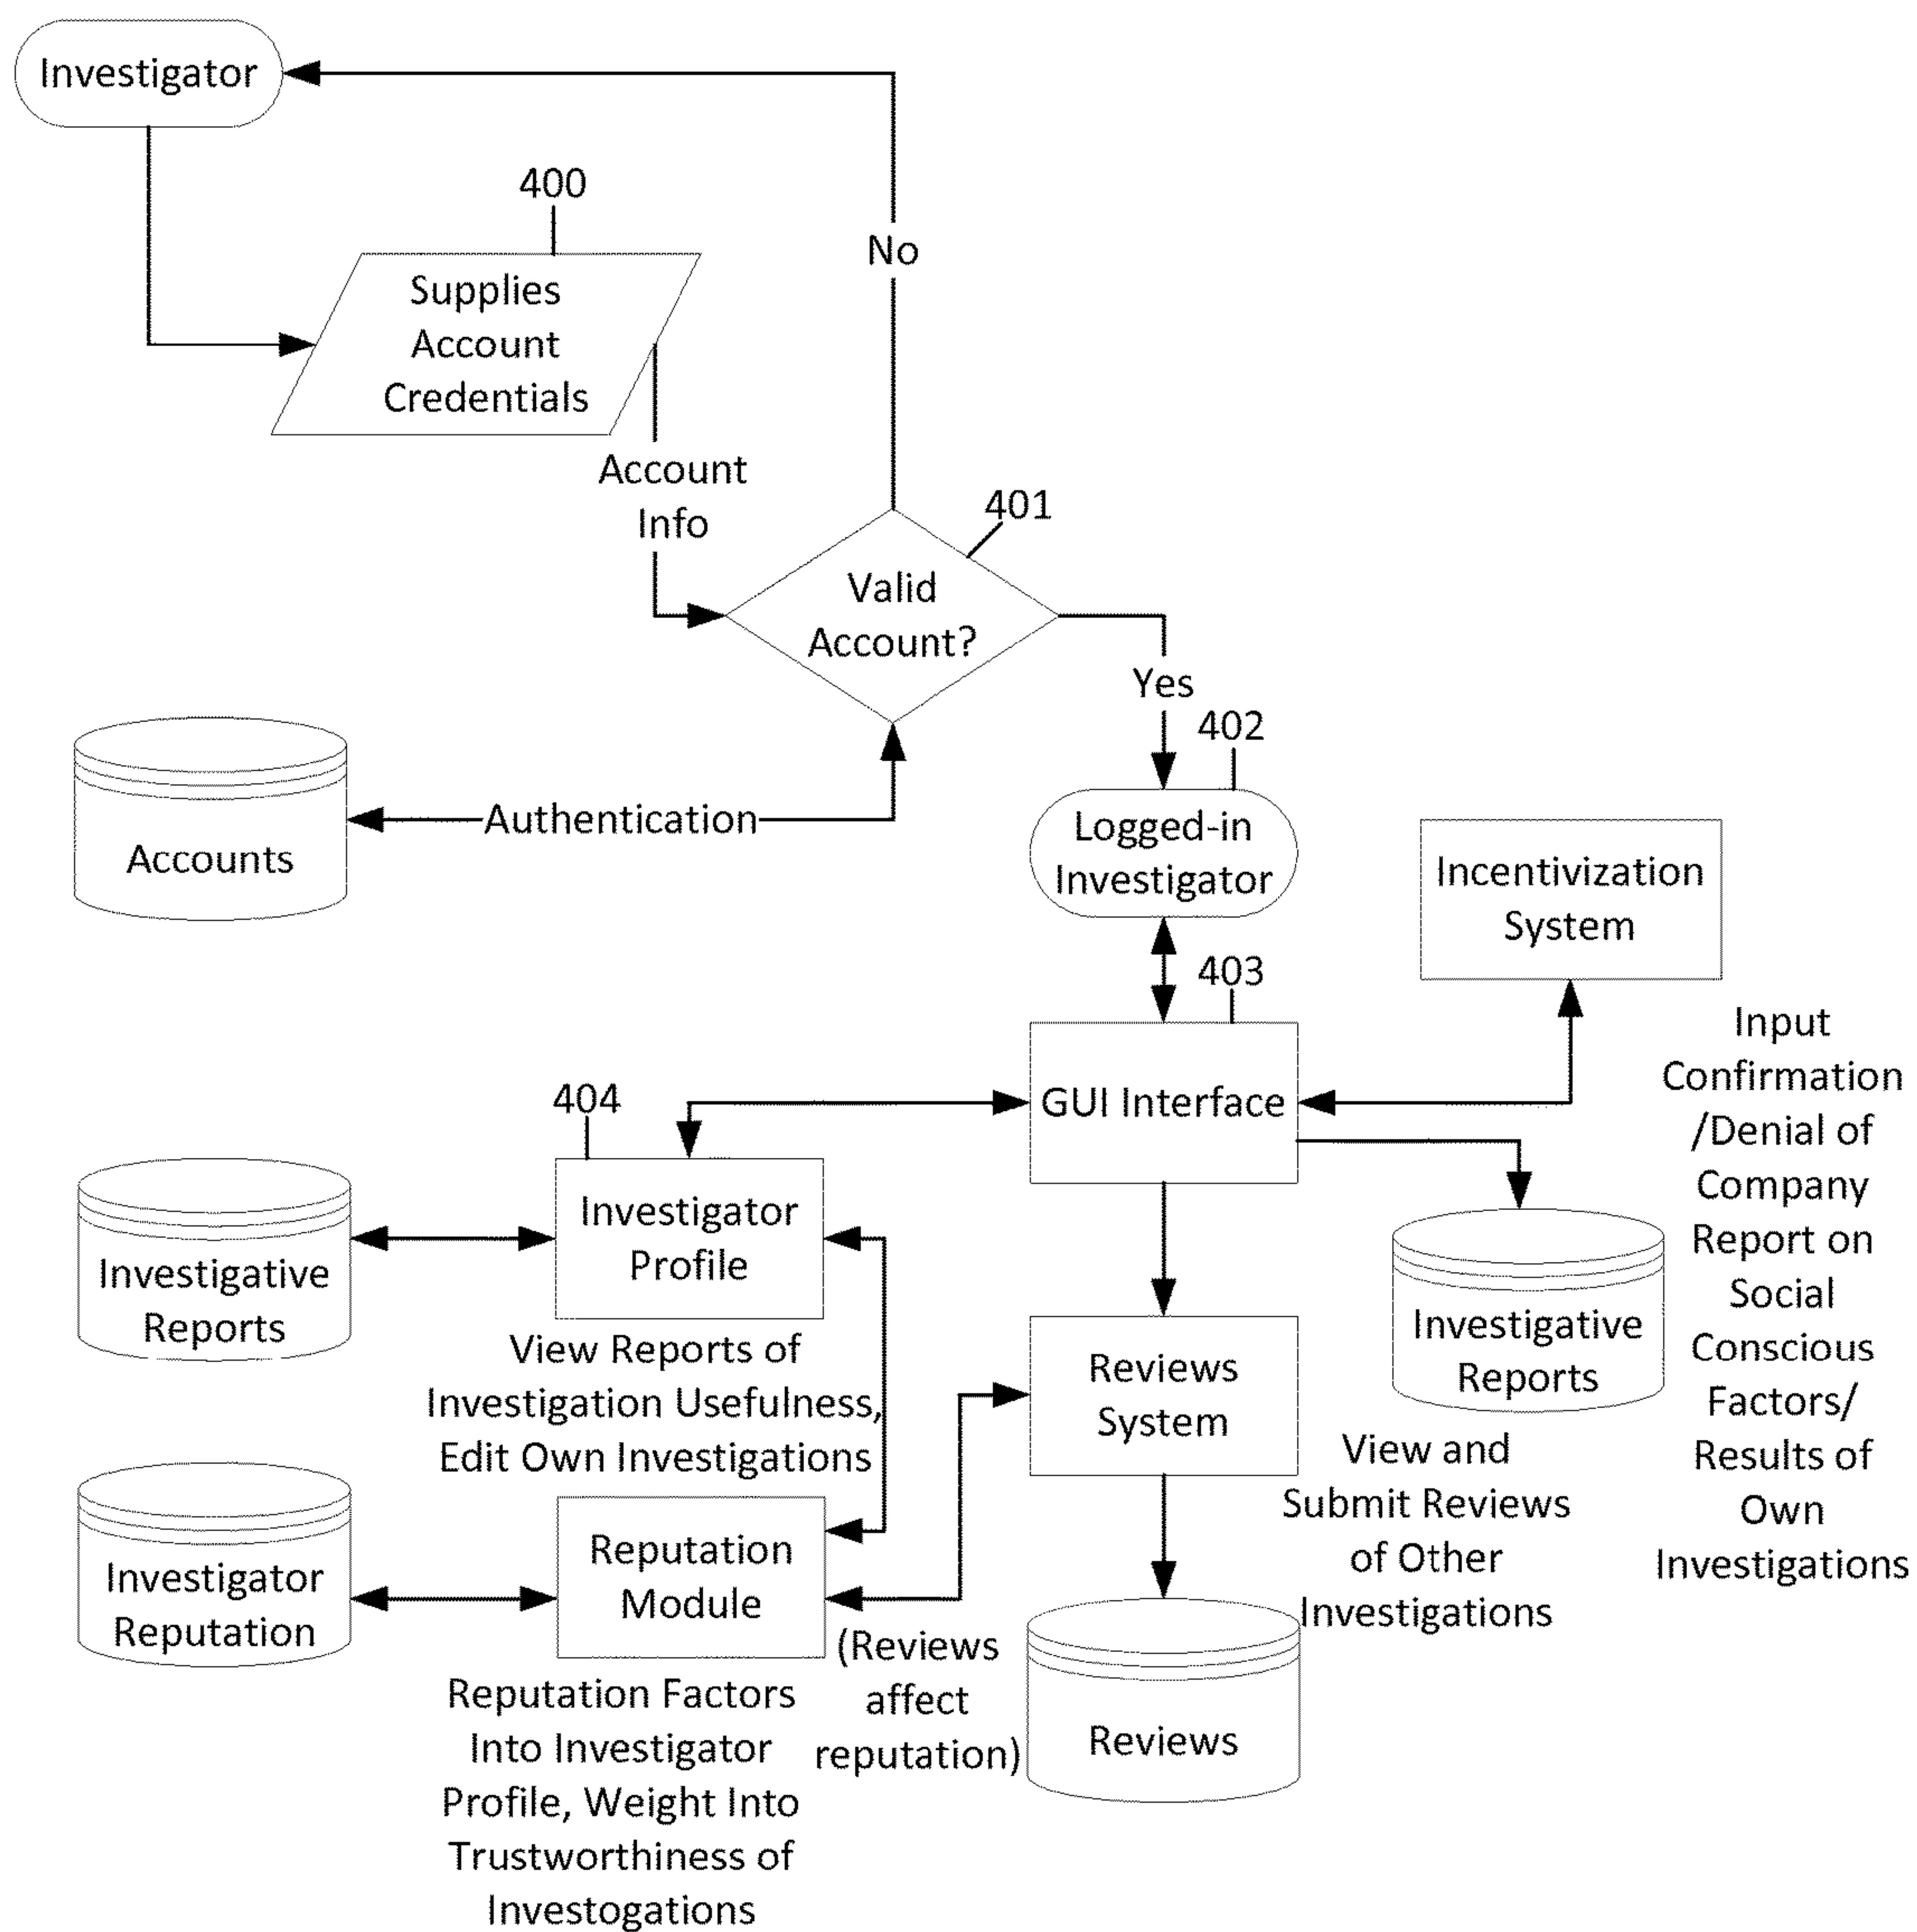 Investigator
400
Supplies
Account
Credentials
No
Account
Info
401
Valid
Account?
Yes
402
Accounts
Authentication
Logged-in
Investigator
Incentivization
System
403
GUI Interface
Input
Confirmation
/Denial of
Company
Report on
Social
Conscious
Factors/
Results of
Own
Investigations
404
Investigator
Profile
Investigative
Reports
View Reports of
Investigation Usefulness,
Edit Own Investigations
Investigative
Reports
Reviews
System
View and
Submit Reviews
of Other
Investigations
Investigator
Reputation
Reputation
Module
(Reviews
affect
reputation)
Reviews
Reputation Factors
Into Investigator
Profile, Weight Into
Trustworthiness of
Investogations